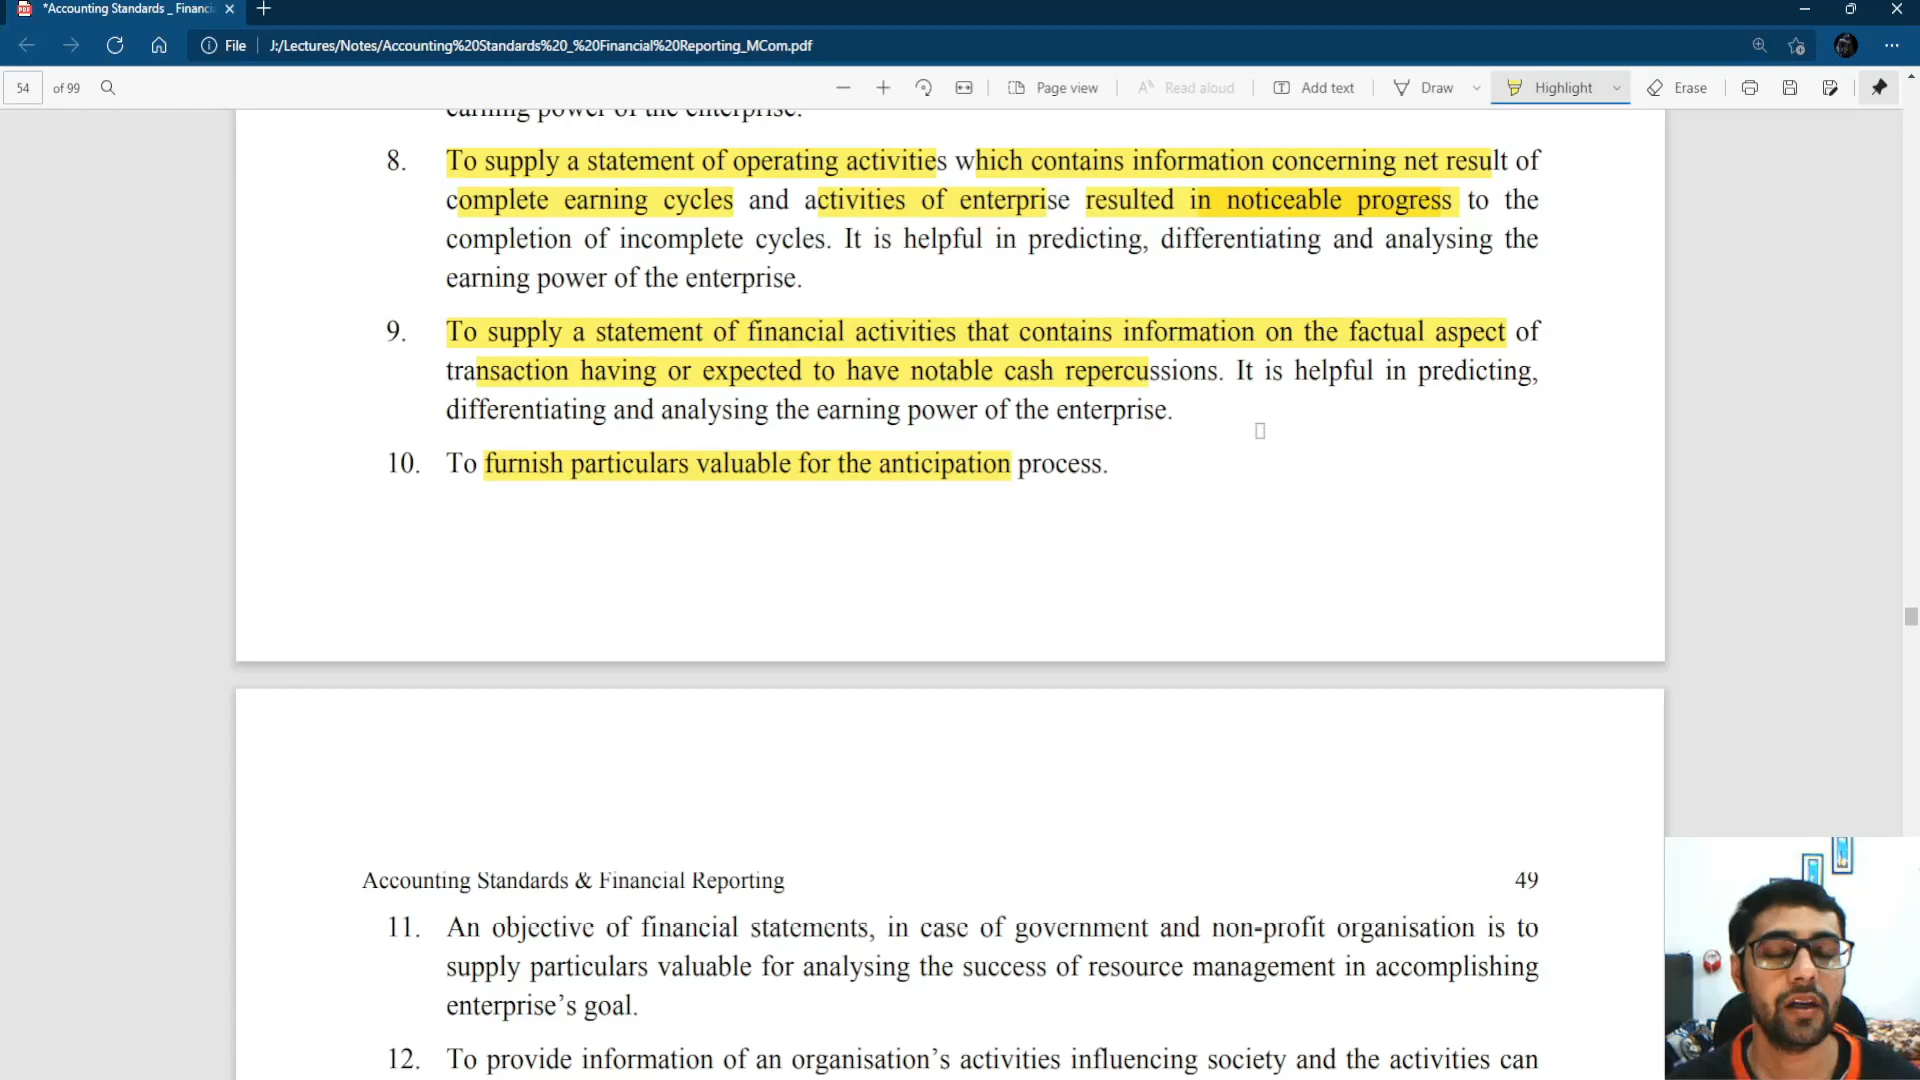 *Accounting Standards _ Financi
File J:/Lectures/Notes/Accounting%20Standards%20_%20Financial%20Reporting_MCom.pdf
54 of 99 Page view Read aloud Add text Draw Highlight Erase
earning power of the enterprise.
8. To supply a statement of operating activities which contains information concerning net result of
complete earning cycles and activities of enterprise resulted in noticeable progress to the
completion of incomplete cycles. It is helpful in predicting, differentiating and analysing the
earning power of the enterprise.
9. To supply a statement of financial activities that contains information on the factual aspect of
transaction having or expected to have notable cash repercussions. It is helpful in predicting,
differentiating and analysing the earning power of the enterprise.
10. To furnish particulars valuable for the anticipation process.
Accounting Standards & Financial Reporting 49
11. An objective of financial statements, in case of government and non-profit organisation is to
supply particulars valuable for analysing the success of resource management in accomplishing
enterprise's goal.
12. To provide information of an organisation's activities influencing society and the activities can